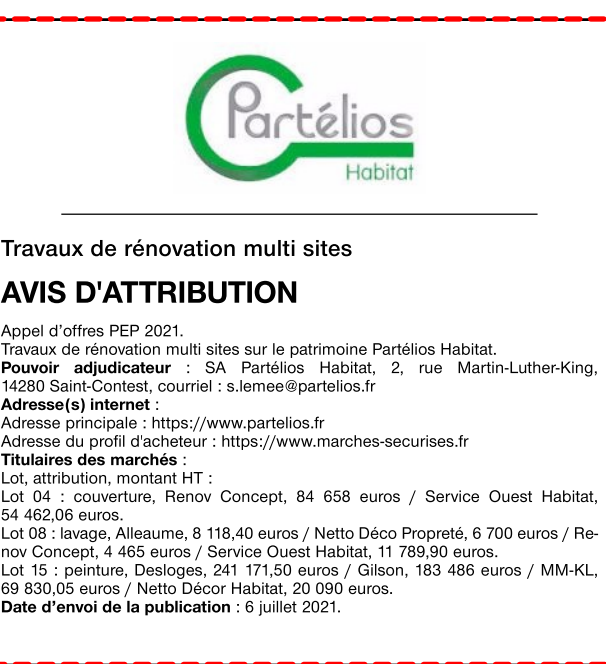 Partélios
Habitat
Travaux de rénovation multi sites
AVIS D'ATTRIBUTION
Appel d’offres PEP 2021.
Travaux de rénovation multi sites sur le patrimoine Partélios Habitat.
Pouvoir adjudicateur : SA Partélios Habitat, 2, rue Martin-Luther-King,
14280 Saint-Contest, courriel : s.lemee@partelios.fr
Adresse(s) internet :
Adresse principale : https://www.partelios.fr
Adresse du profil d'acheteur : https://www.marches-securises.fr
Titulaires des marchés :
Lot, attribution, montant HT :
Lot 04 : couverture, Renov Concept, 84 658 euros / Service Ouest Habitat,
54 462,06 euros.
Lot 08 : lavage, Alleaume, 8 118,40 euros / Netto Déco Propreté, 6 700 euros / Re-
nov Concept, 4 465 euros / Service Ouest Habitat, 11 789,90 euros.
Lot 15 : peinture, Desloges, 241 171,50 euros / Gilson, 183 486 euros / MM-KL,
69 830,05 euros / Netto Décor Habitat, 20 090 euros.
Date d’envoi de la publication : 6 juillet 2021.